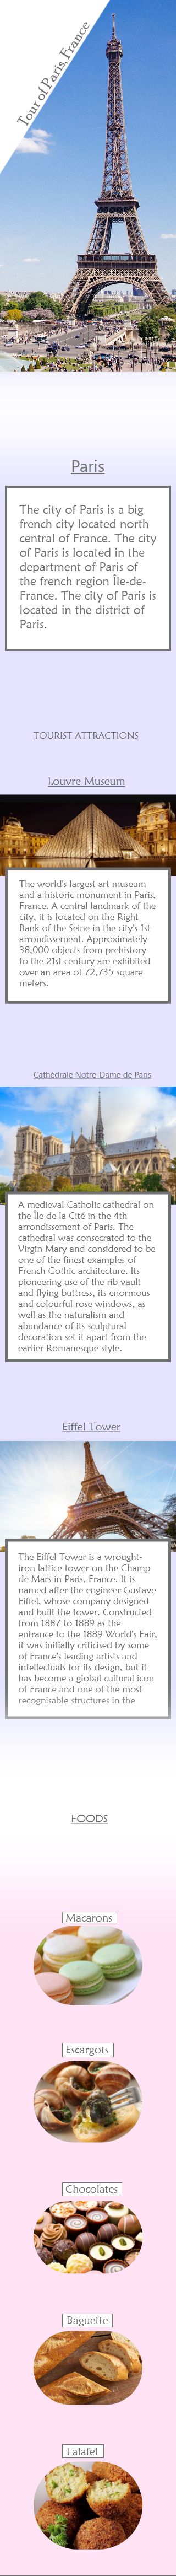 Tour of Paris, France
Paris
The city of Paris is a big
french city located north
central of France. The city
of Paris is located in the
department of Paris of
the french region Île-de-
France. The city of Paris is
located in the district of
Paris.
TOURIST ATTRACTIONS
Louvre Museum
The world's largest art museum
and a historic monument in Paris,
France. A central landmark of the
city, it is located on the Right
Bank of the Seine in the city's 1st
arrondissement. Approximately
38,000 objects from prehistory
to the 21st century are exhibited
over an area of 72,735 square
meters.
Cathédrale Notre-Dame de Paris
A medieval Catholic cathedral on
the Île de la Cité in the 4th
arrondissement of Paris. The
cathedral was consecrated to the
Virgin Mary and considered to be
one of the finest examples of
French Gothic architecture. Its
pioneering use of the rib vault
and flying buttress, its enormous
and colourful rose windows, as
well as the naturalism and
abundance of its sculptural
decoration set it apart from the
earlier Romanesque style.
Eiffel Tower
The Eiffel Tower is a wrought-
iron lattice tower on the Champ
de Mars in Paris, France. It is
named after the engineer Gustave
Eiffel, whose company designed
and built the tower. Constructed
from 1887 to 1889 as the
entrance to the 1889 World's Fair,
it was initially criticised by some
of France's leading artists and
intellectuals for its design, but it
has become a global cultural icon
of France and one of the most
recognisable structures in the
FOODS
Macarons
Escargots
Chocolates
Baguette
Falafel